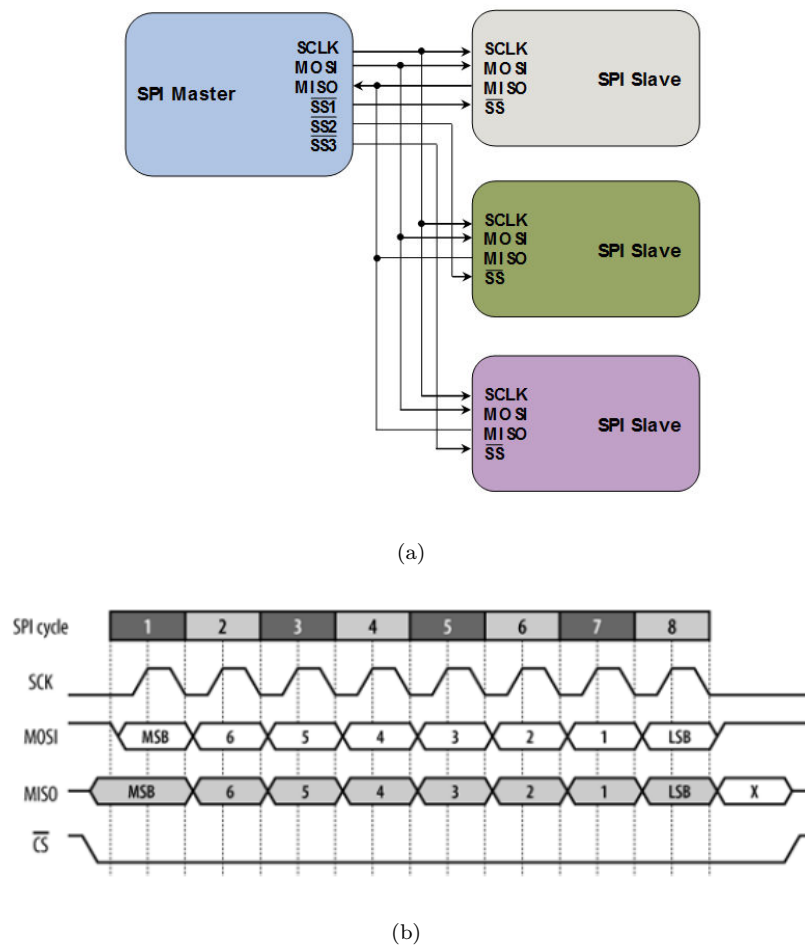 SPI Master
SCLK
MOSI
MISO
SS1
SS2
SS3
SCLK
MOSI
MISO
SS
SPI Slave
SCLK
MOSI
MISO
SS
SPI Slave
SCLK
MOSI
MISO
SS
SPI Slave
(a)
SPI cycle 1 2 3 4 5 6 7 8
SCK
MOSI MSB 6 5 4 3 2 1 LSB
MISO MSB 6 5 4 3 2 1 LSB X
CS
(b)